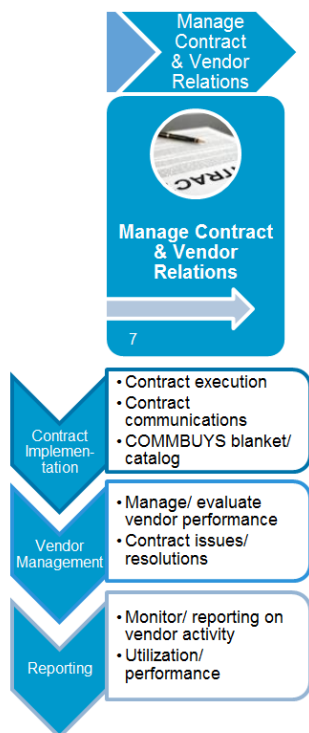 Manage
Contract
& Vendor
Relations
CONTRAC
Manage Contract
& Vendor
Relations
7
Contract
Implemen-
tation
• Contract execution
• Contract
communications
• COMMBUYS blanket/
catalog
Vendor
Management
• Manage/ evaluate
vendor performance
• Contract issues/
resolutions
Reporting
• Monitor/ reporting on
vendor activity
• Utilization/
performance